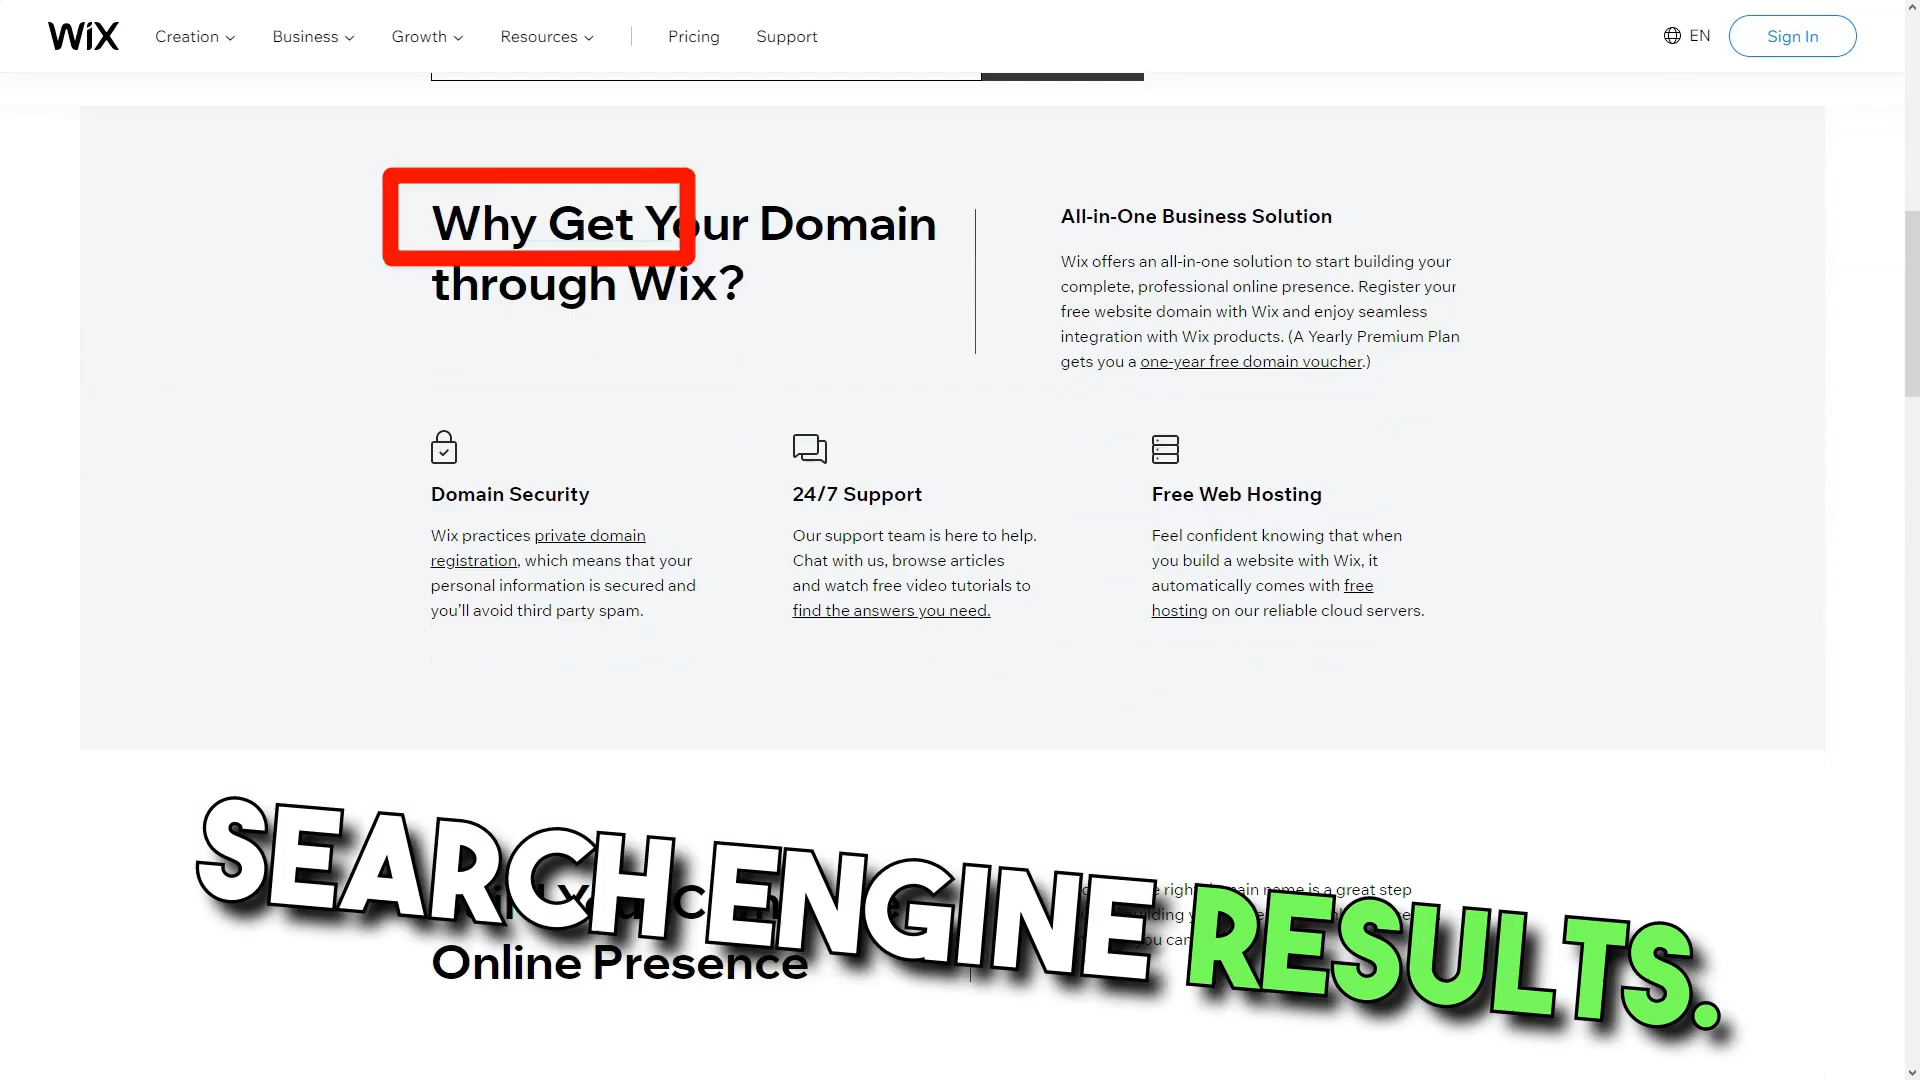 WIX
Creation
Business
Growth
Resources
Pricing
Support
EN
Sign In
Why Get Your Domain
through Wix?
All-in-One Business Solution
Wix offers an all-in-one solution to start building your
complete, professional online presence. Register your
free website domain with Wix and enjoy seamless
integration with Wix products. (A Yearly Premium Plan
gets you a one-year free domain voucher.)
Domain Security
Wix practices private domain
registration, which means that your
personal information is secured and
you'll avoid third party spam.
24/7 Support
Our support team is here to help.
Chat with us, browse articles
and watch free video tutorials to
find the answers you need.
Free Web Hosting
Feel confident knowing that when
you build a website with Wix, it
automatically comes with free
hosting on our reliable cloud servers.
Online Presence
name is a great step
you can
SEARCH ENGINE RESULTS.